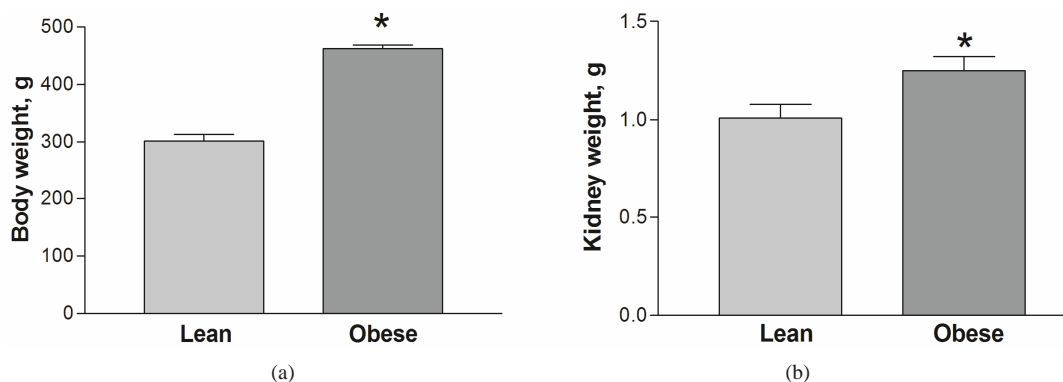 Body weight, g
500
400
300
200
100
0
*
Lean Obese
(a)
Kidney weight, g
1.5
1.0
0.5
0.0
*
Lean Obese
(b)